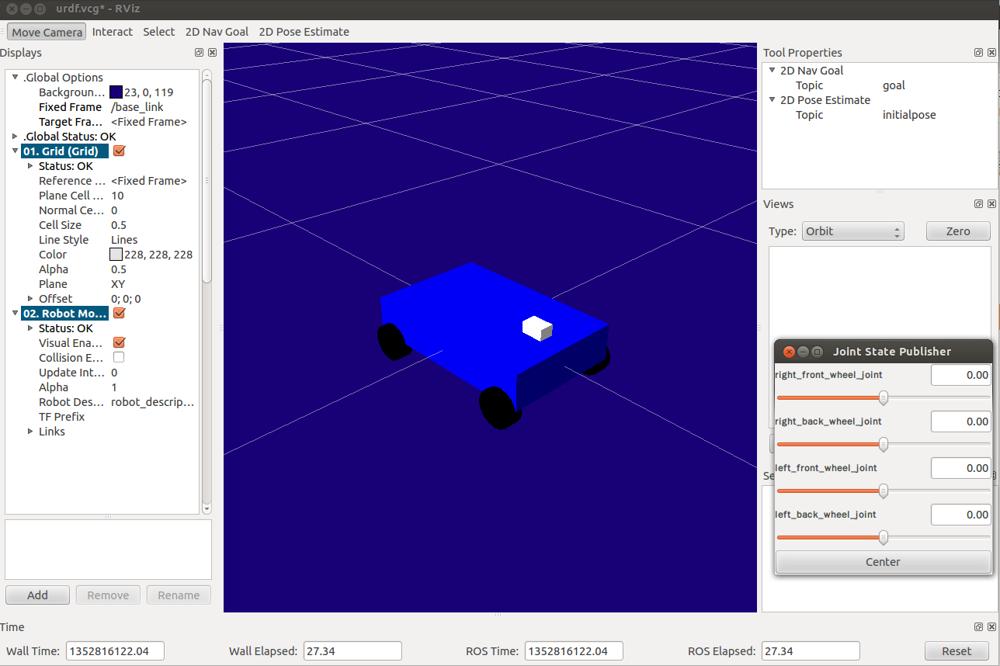 urdf.vcg* - RViz
Move Camera Interact Select 2D Nav Goal 2D Pose Estimate
Displays
.Global Options
Backgroun... 23, 0, 119
Fixed Frame /base_link
Target Fra... <Fixed Frame>
.Global Status: OK
01. Grid (Grid)
Status: OK
Reference ... <Fixed Frame>
Plane Cell ... 10
Normal Ce... 0
Cell Size 0.5
Line Style Lines
Color 228, 228, 228
Alpha 0.5
Plane XY
Offset 0; 0; 0
02. Robot Mo...
Status: OK
Visual Ena...
Collision E...
Update Int... 0
Alpha 1
Robot Des... robot_descrip...
TF Prefix
Links
Add Remove Rename
Tool Properties
2D Nav Goal
Topic goal
2D Pose Estimate
Topic initialpose
Views
Type: Orbit Zero
Se
Joint State Publisher
right_front_wheel_joint 0.00
right_back_wheel_joint 0.00
left_front_wheel_joint 0.00
left_back_wheel_joint 0.00
Center
Time
Wall Time: 1352816122.04 Wall Elapsed: 27.34 ROS Time: 1352816122.04 ROS Elapsed: 27.34 Reset